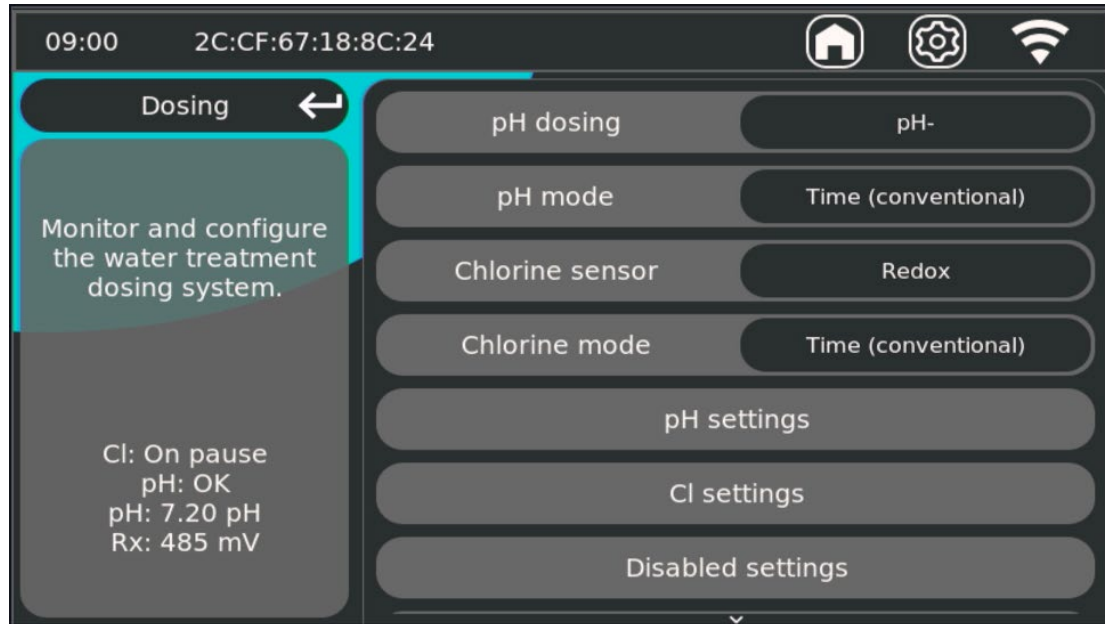 09:00 2C:CF:67:18:8C:24
Dosing
Monitor and configure
the water treatment
dosing system.
Cl: On pause
pH: OK
pH: 7.20 pH
Rx: 485 mV
pH dosing pH-
pH mode Time (conventional)
Chlorine sensor Redox
Chlorine mode Time (conventional)
pH settings
Cl settings
Disabled settings